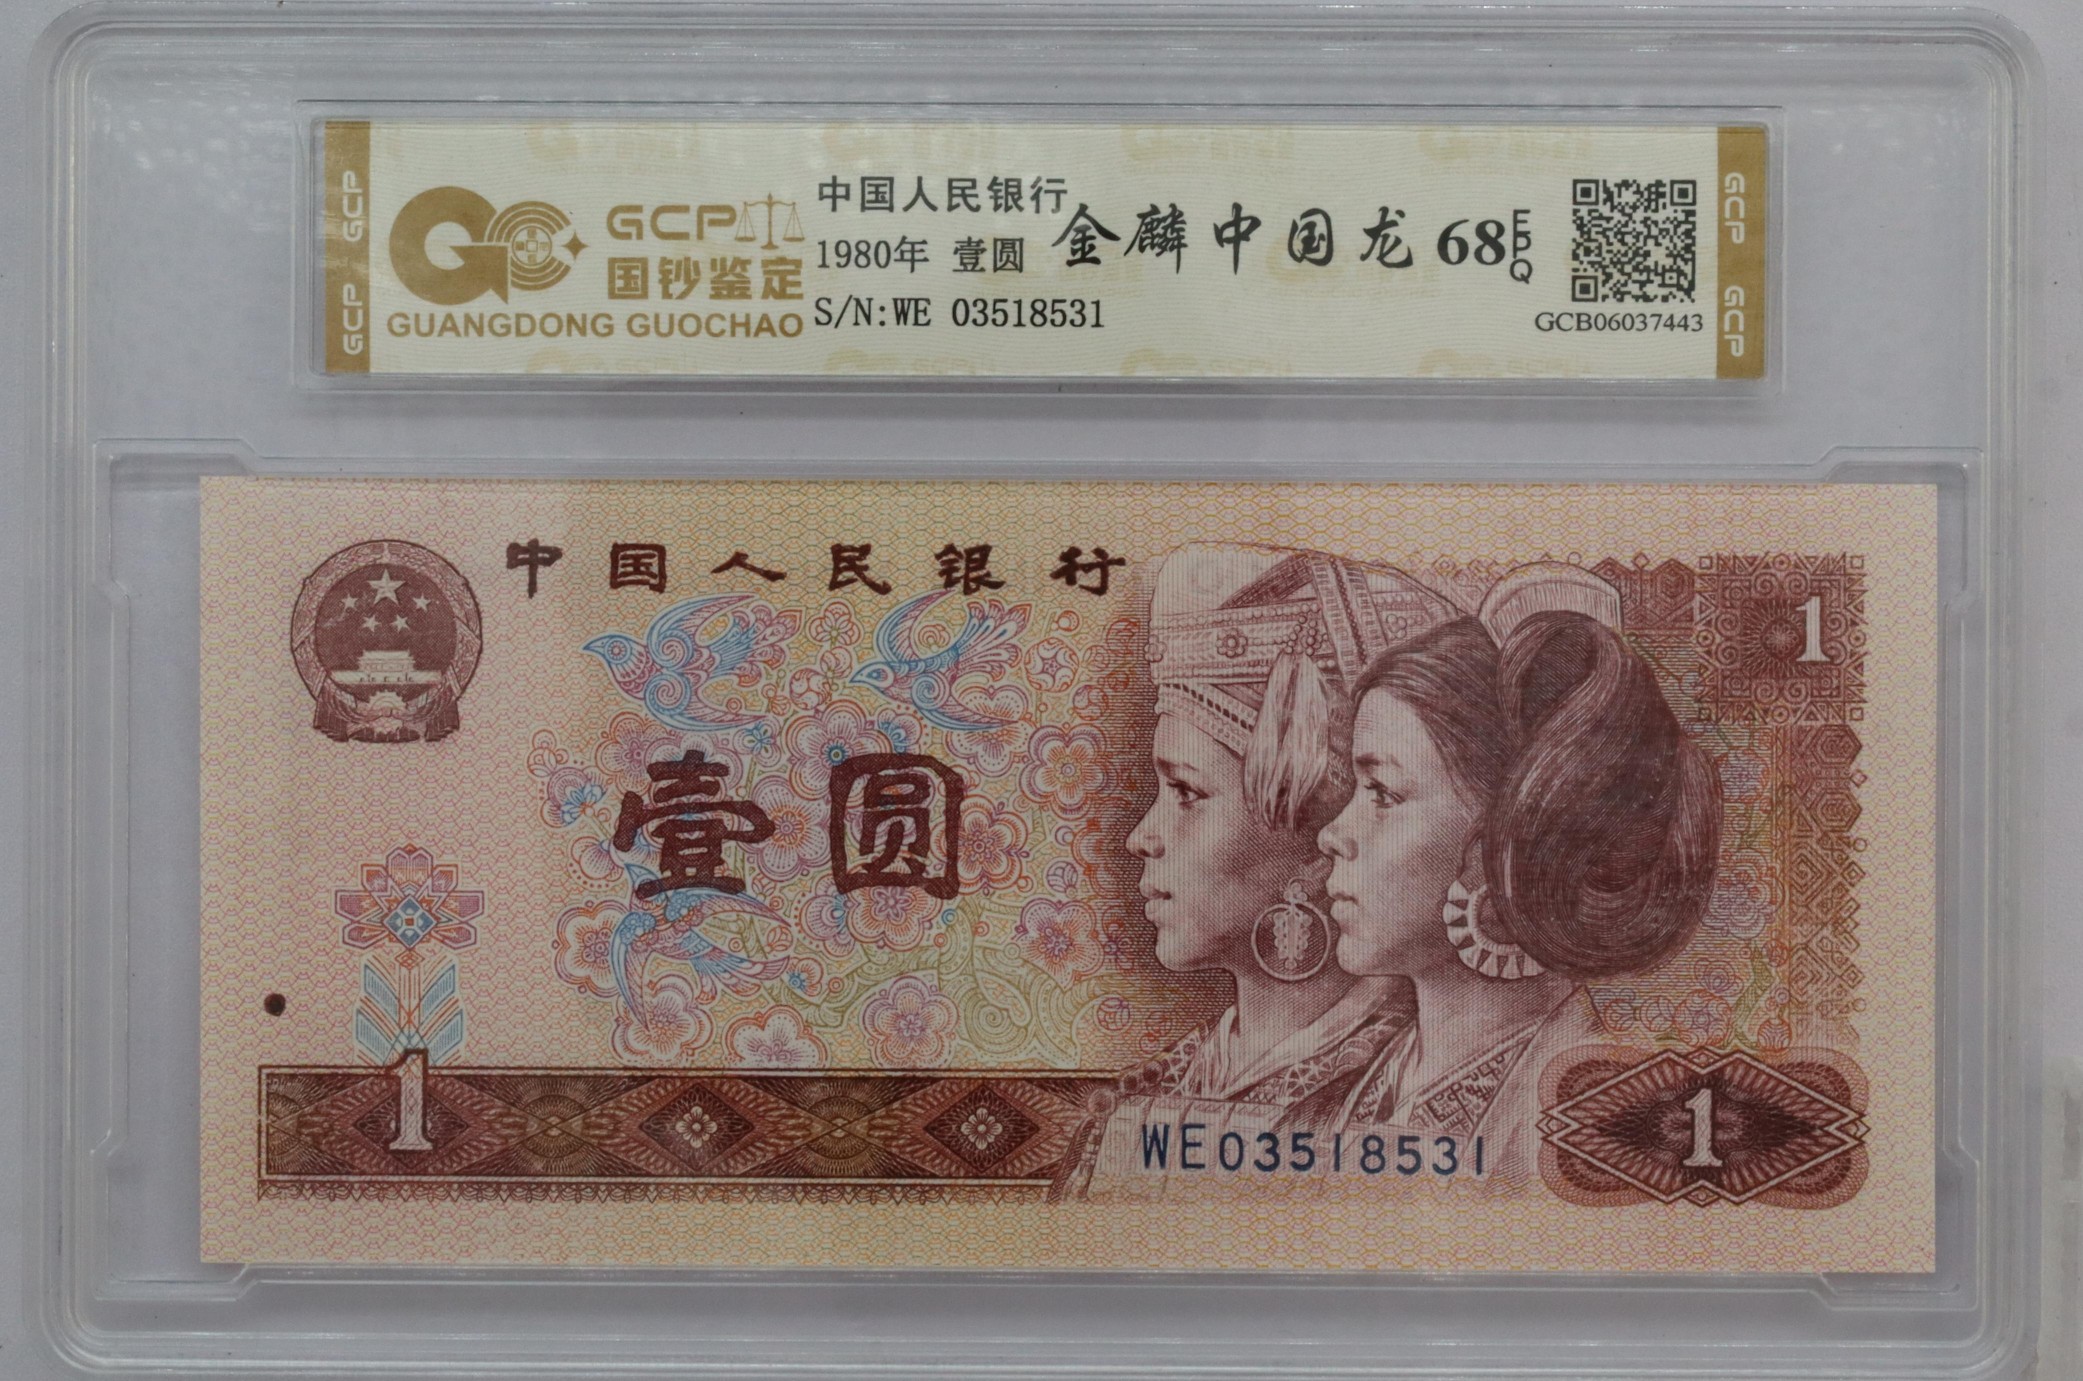 GCP
GCP
GCP
国钞鉴定
GUANGDONG GUOCHAO
中国人民银行
1980年 壹圆
S/N:WE 03518531
金麟中国龙 68 EPQ
GCB06037443
GCP
GCP
中国人民银行
1
壹圆
1
WE03518531
1